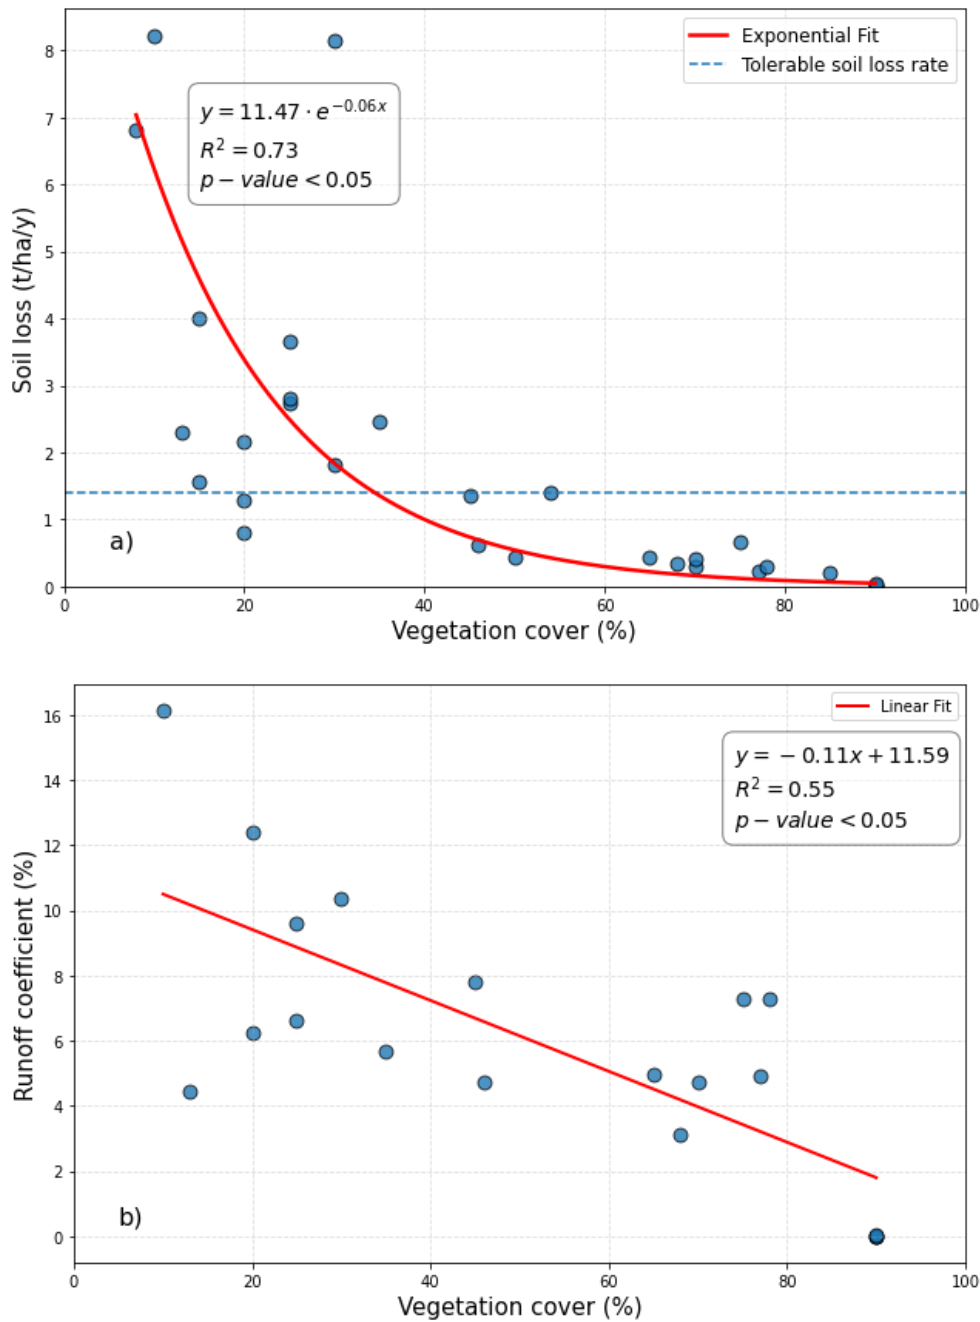 Exponential Fit
Tolerable soil loss rate
y = 11.47 · e^{−0.06x}
R² = 0.73
p − value < 0.05
8
7
6
5
4
3
2
1
0
Soil loss (t/ha/y)
a)
0 20 40 60 80 100
Vegetation cover (%)
Linear Fit
y = − 0.11x + 11.59
R² = 0.55
p − value < 0.05
16
14
12
10
8
6
4
2
0
Runoff coefficient (%)
b)
0 20 40 60 80 100
Vegetation cover (%)